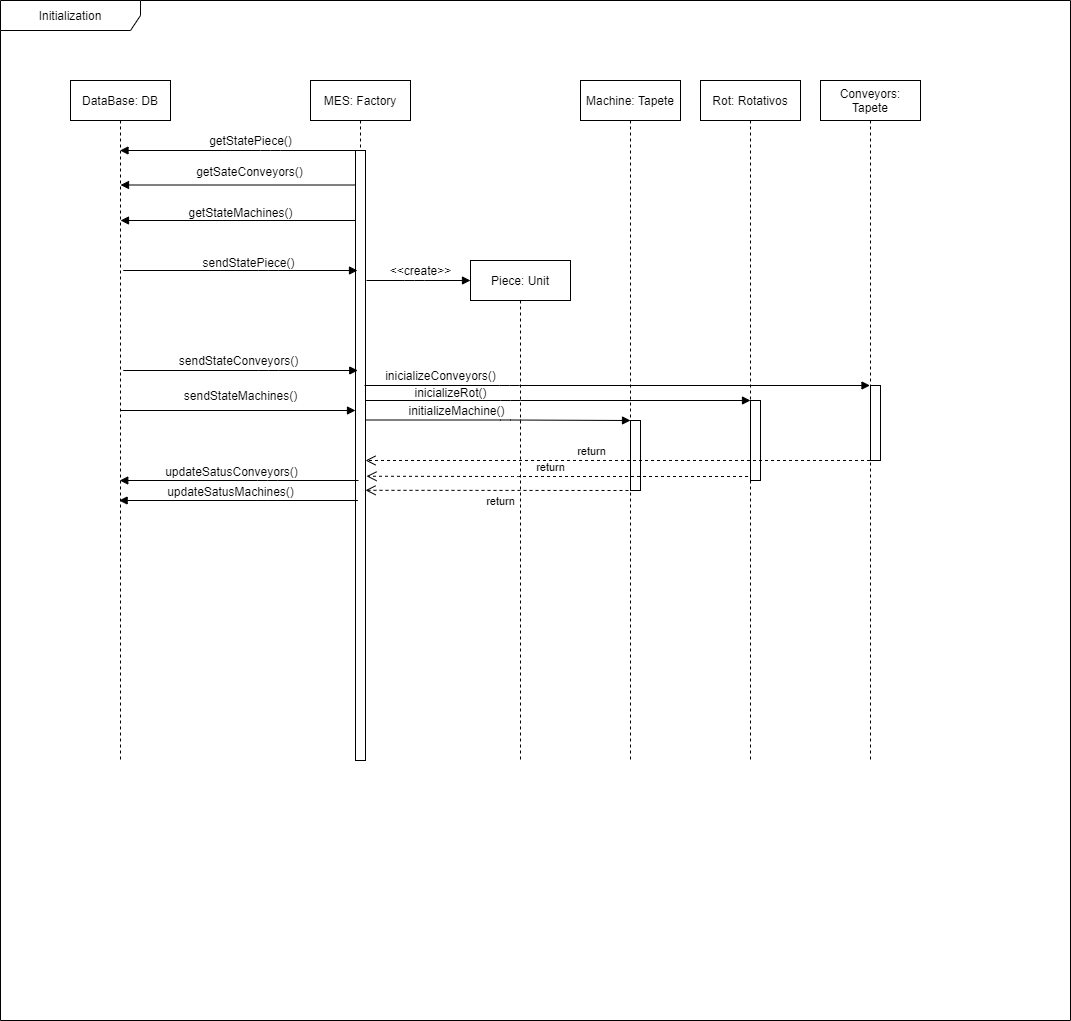 Initialization
DataBase: DB
MES: Factory
Machine: Tapete
Rot: Rotativos
Conveyors:
Tapete
getStatePiece()
getSateConveyors()
getStateMachines()
sendStatePiece()
<<create>>
Piece: Unit
sendStateConveyors()
inicializeConveyors()
inicializeRot()
sendStateMachines()
initializeMachine()
return
return
updateSatusConveyors()
updateSatusMachines()
return